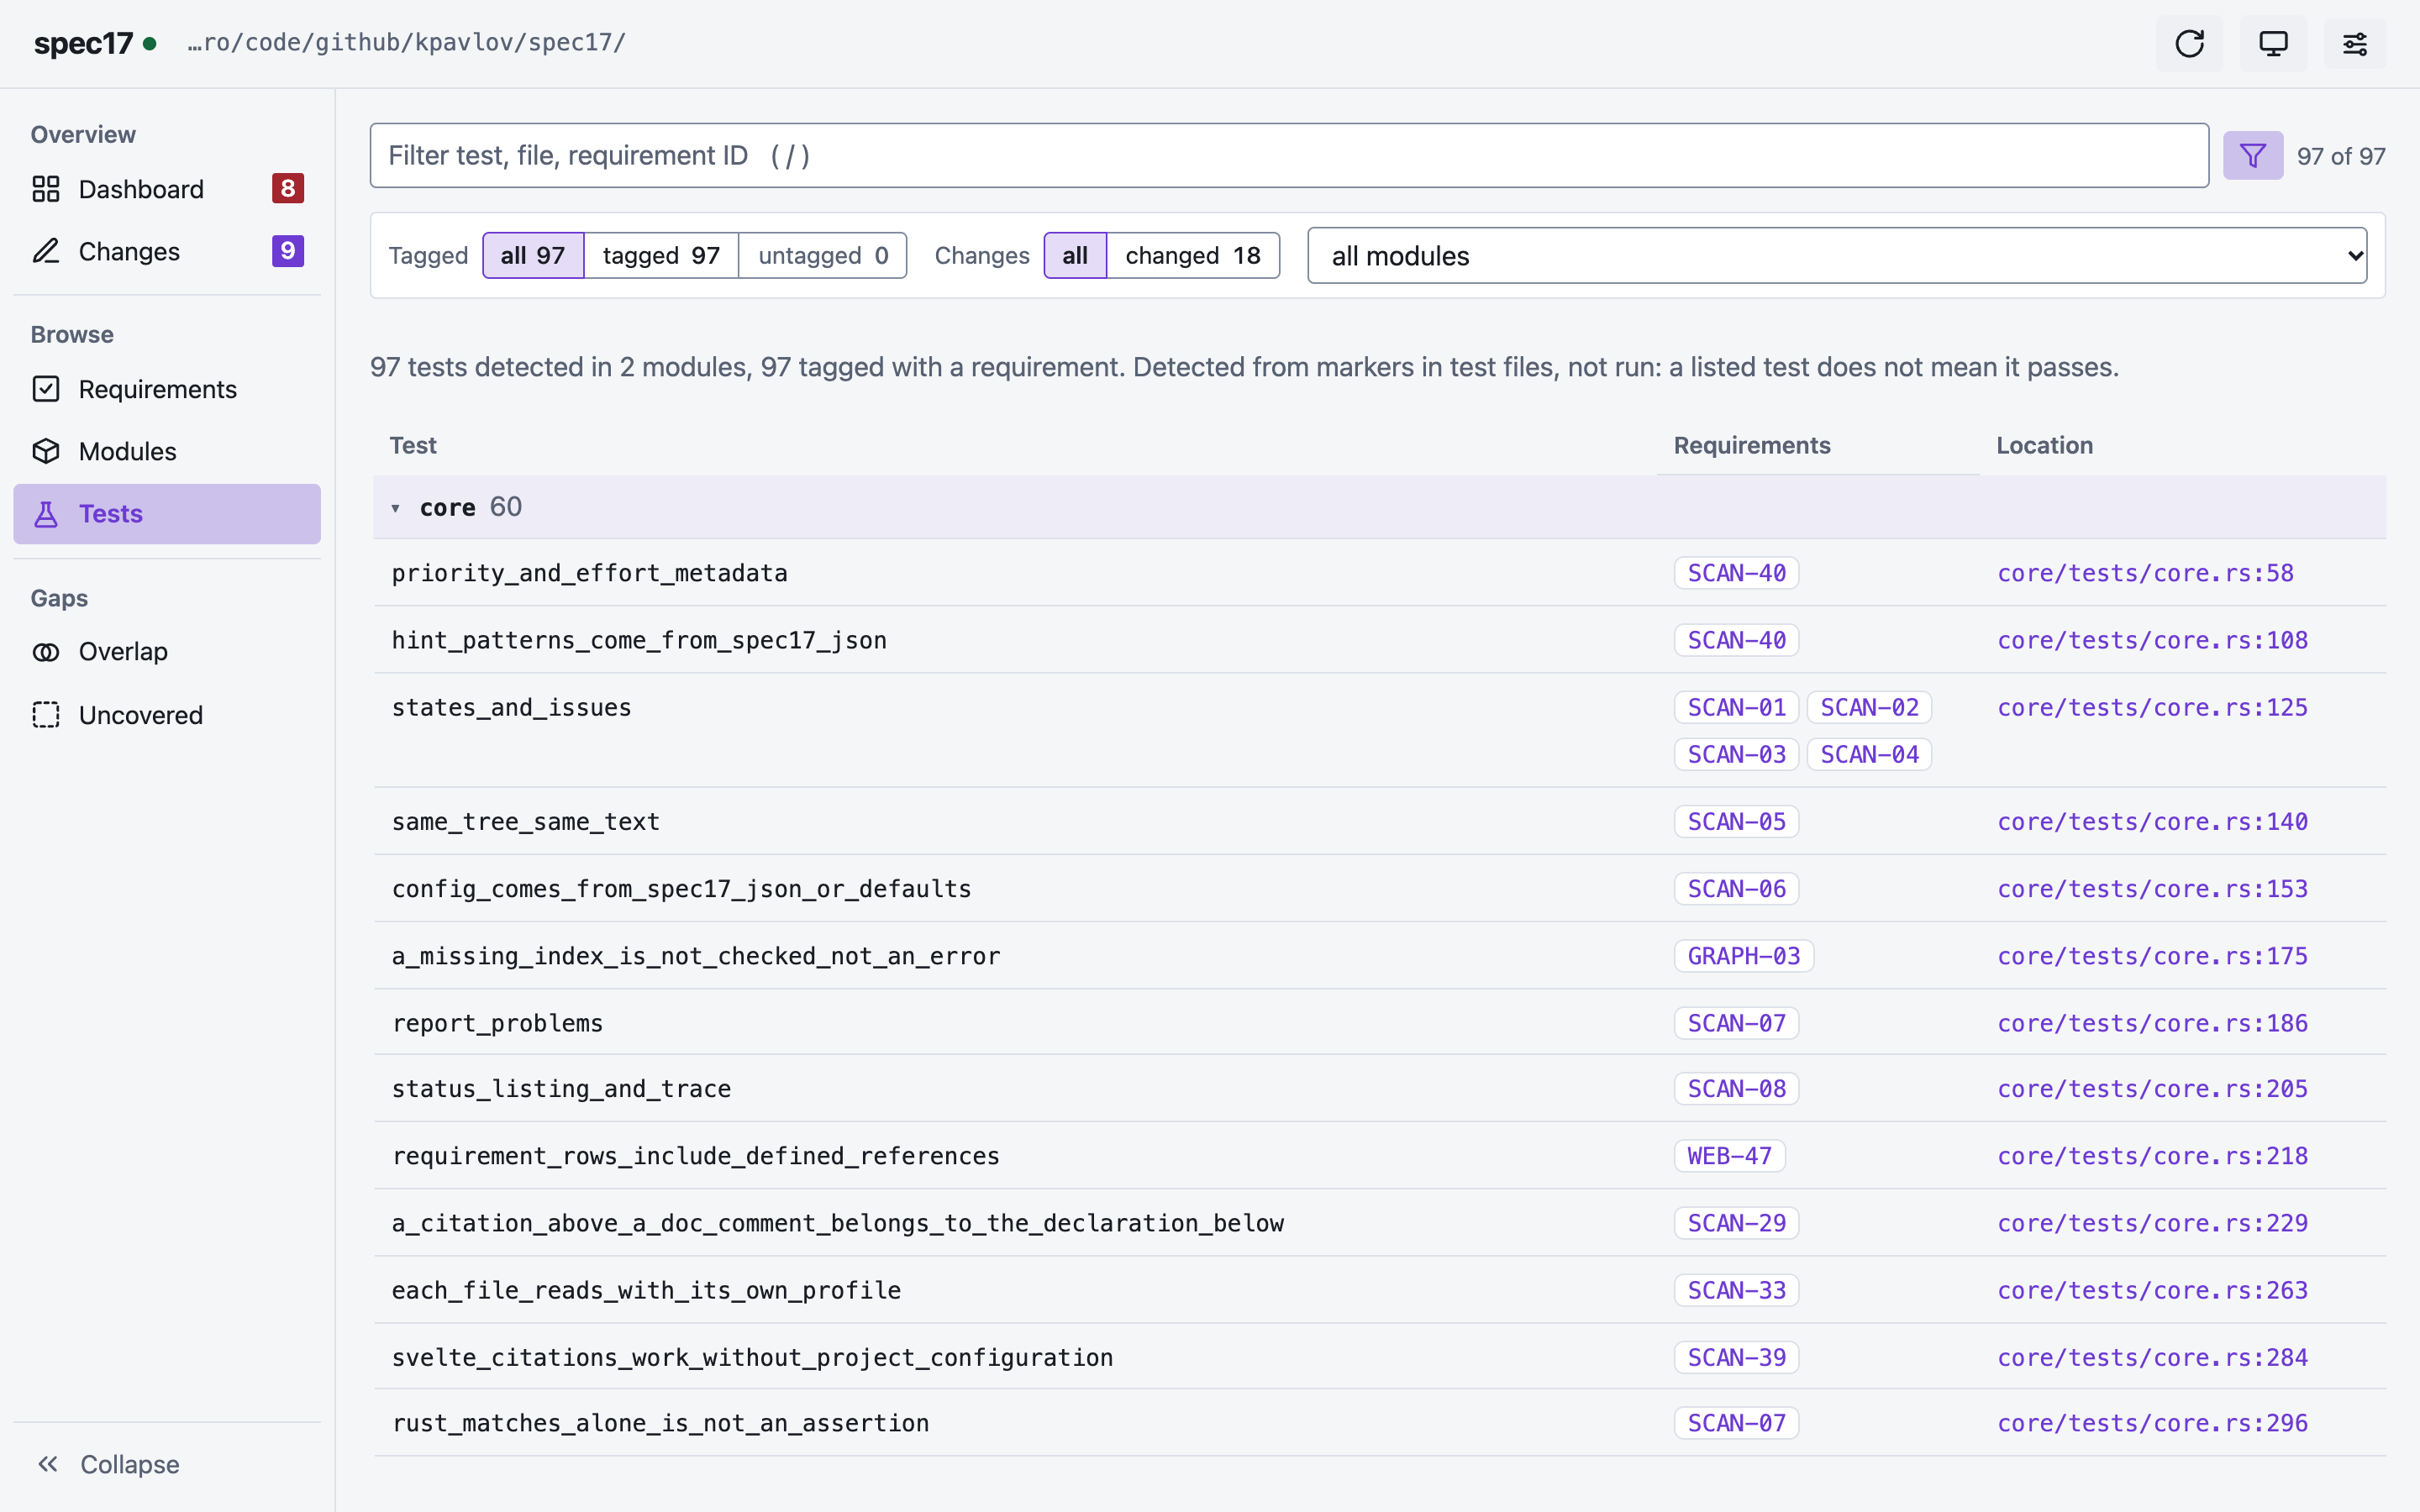 spec17 …ro/code/github/kpavlov/spec17/
Overview
Dashboard 8
Changes 9
Browse
Requirements
Modules
Tests
Gaps
Overlap
Uncovered
Collapse
Filter test, file, requirement ID (/) 97 of 97
Tagged all 97 tagged 97 untagged 0 Changes all changed 18 all modules
97 tests detected in 2 modules, 97 tagged with a requirement. Detected from markers in test files, not run: a listed test does not mean it passes.
Test Requirements Location
core 60
priority_and_effort_metadata SCAN-40 core/tests/core.rs:58
hint_patterns_come_from_spec17_json SCAN-40 core/tests/core.rs:108
states_and_issues SCAN-01 SCAN-02 core/tests/core.rs:125
SCAN-03 SCAN-04
same_tree_same_text SCAN-05 core/tests/core.rs:140
config_comes_from_spec17_json_or_defaults SCAN-06 core/tests/core.rs:153
a_missing_index_is_not_checked_not_an_error GRAPH-03 core/tests/core.rs:175
report_problems SCAN-07 core/tests/core.rs:186
status_listing_and_trace SCAN-08 core/tests/core.rs:205
requirement_rows_include_defined_references WEB-47 core/tests/core.rs:218
a_citation_above_a_doc_comment_belongs_to_the_declaration_below SCAN-29 core/tests/core.rs:229
each_file_reads_with_its_own_profile SCAN-33 core/tests/core.rs:263
svelte_citations_work_without_project_configuration SCAN-39 core/tests/core.rs:284
rust_matches_alone_is_not_an_assertion SCAN-07 core/tests/core.rs:296